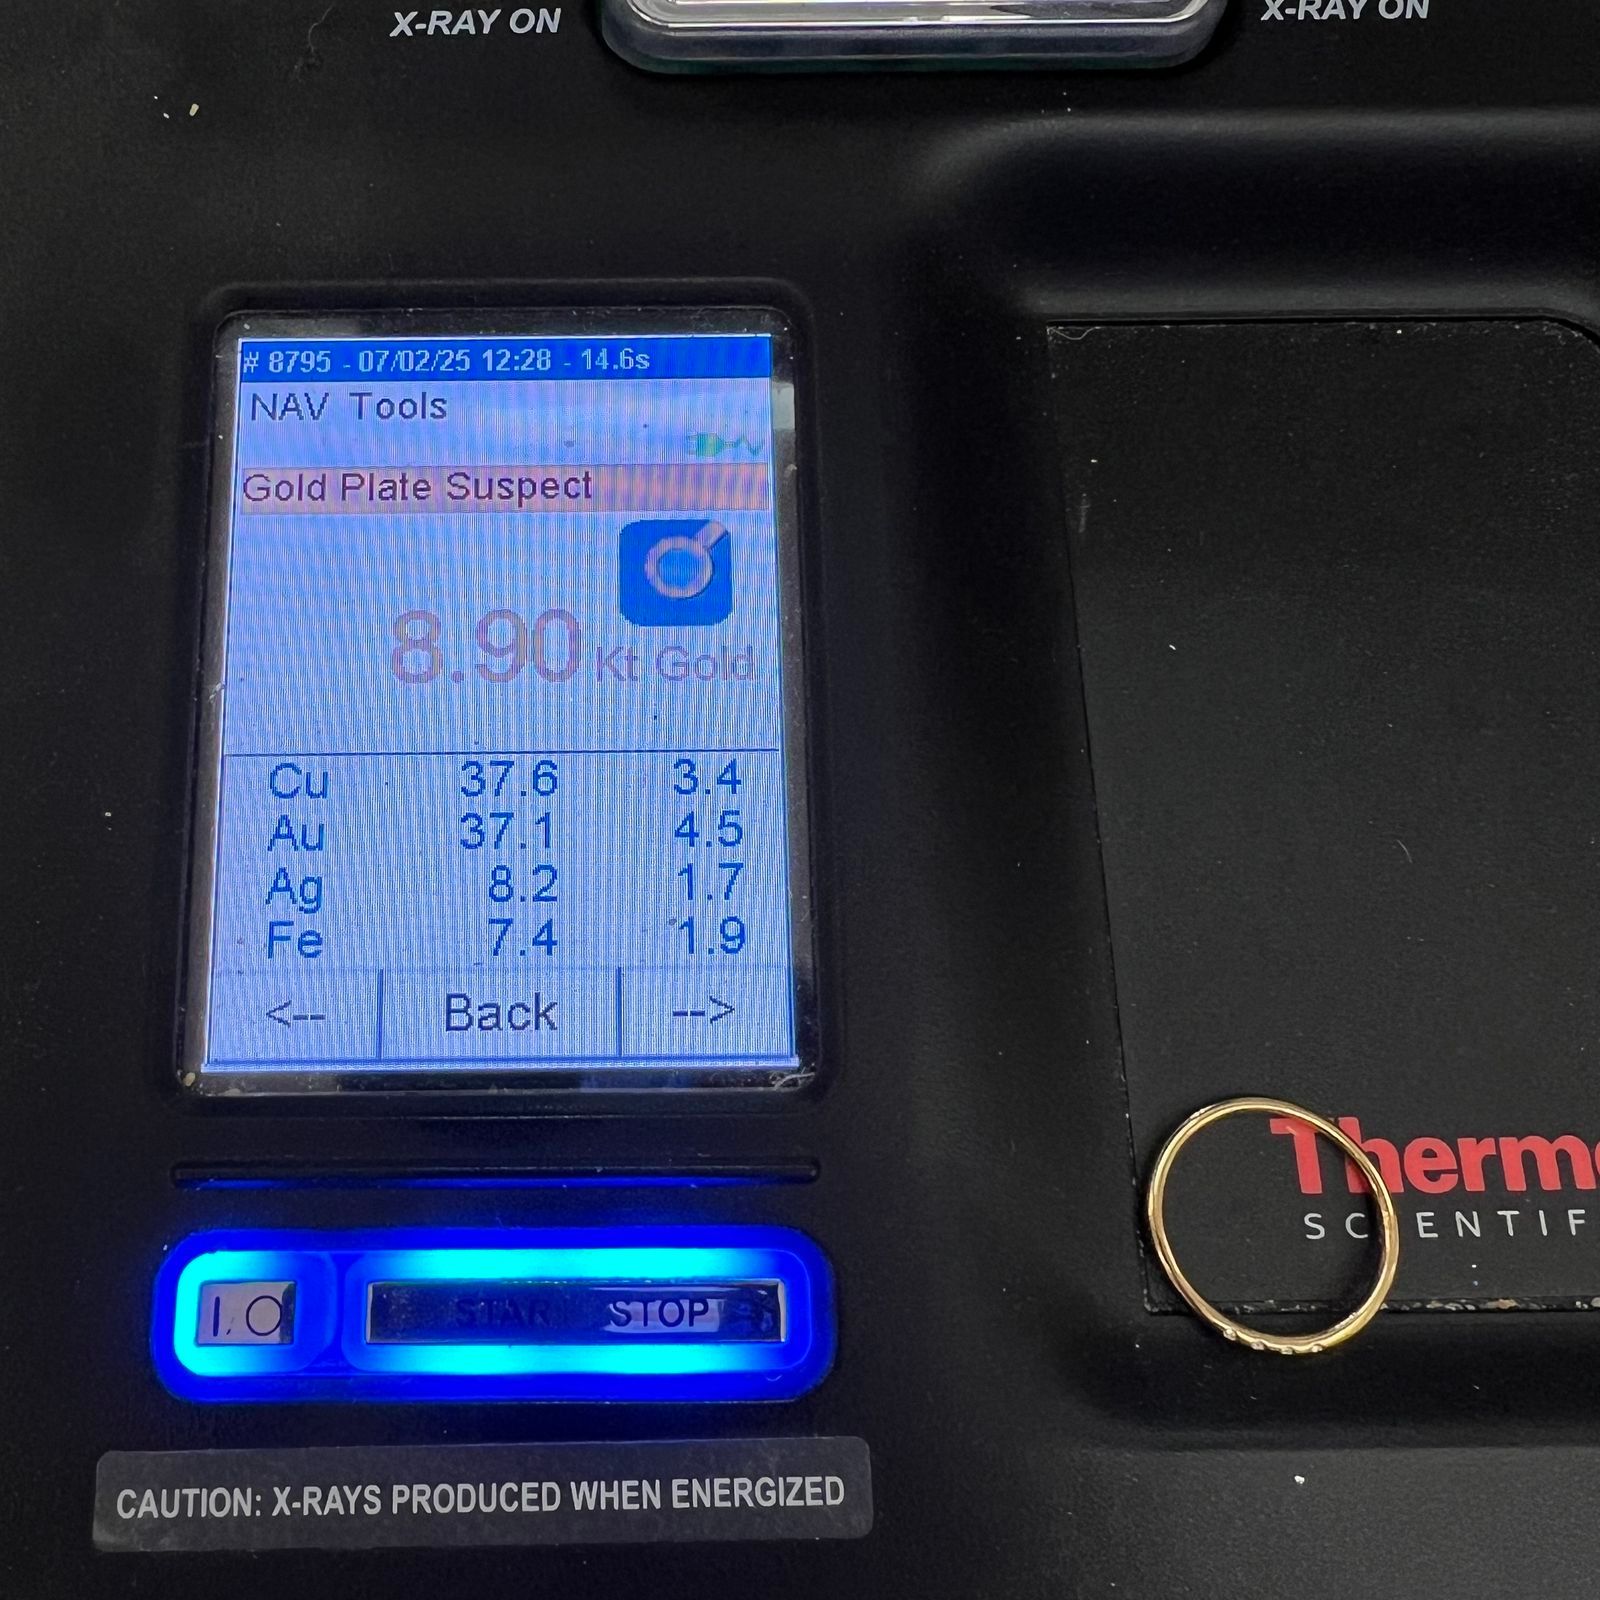 X-RAY ON
X-RAY ON
# 8795 - 07/02/25 12:28 - 14.6s
NAV Tools
Gold Plate Suspect
8.90 Kt Gold
Cu 37.6 3.4
Au 37.1 4.5
Ag 8.2 1.7
Fe 7.4 1.9
<-- Back -->
Thermo
SCIENTIF
I/O STAR STOP
CAUTION: X-RAYS PRODUCED WHEN ENERGIZED